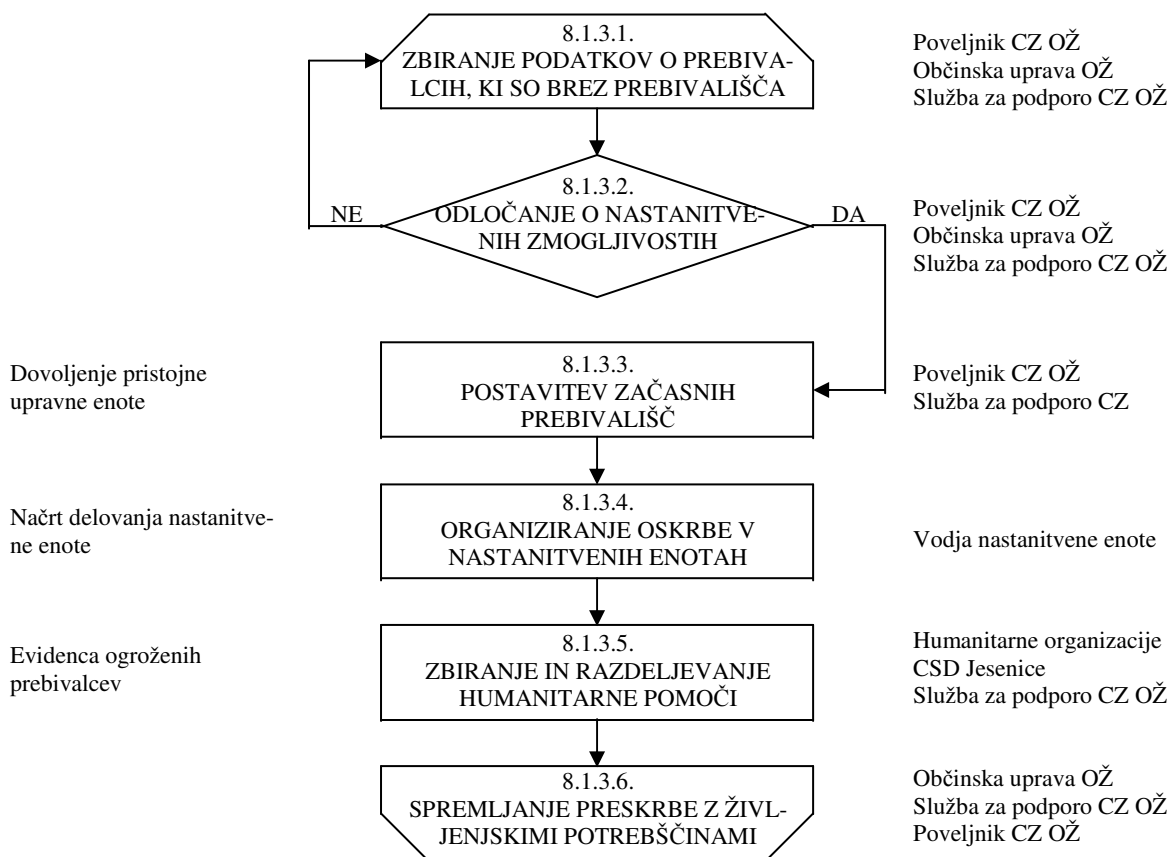 8.1.3.1.
ZBIRANJE PODATKOV O PREBIVA-
LCIH, KI SO BREZ PREBIVALIŠČA
Poveljnik CZ OŽ
Občinska uprava OŽ
Služba za podporo CZ OŽ
8.1.3.2.
ODLOČANJE O NASTANITVE-
NIH ZMOGLJIVOSTIH
NE
DA
Poveljnik CZ OŽ
Občinska uprava OŽ
Služba za podporo CZ OŽ
Dovoljenje pristojne
upravne enote
8.1.3.3.
POSTAVITEV ZAČASNIH
PREBIVALIŠČ
Poveljnik CZ OŽ
Služba za podporo CZ
Načrt delovanja nastanitve-
ne enote
8.1.3.4.
ORGANIZIRANJE OSKRBE V
NASTANITVENIH ENOTAH
Vodja nastanitvene enote
Evidenca ogroženih
prebivalcev
8.1.3.5.
ZBIRANJE IN RAZDELJEVANJE
HUMANITARNE POMOČI
Humanitarne organizacije
CSD Jesenice
Služba za podporo CZ OŽ
8.1.3.6.
SPREMLJANJE PRESKRBE Z ŽIVL-
JENJSKIMI POTREBŠČINAMI
Občinska uprava OŽ
Služba za podporo CZ OŽ
Poveljnik CZ OŽ